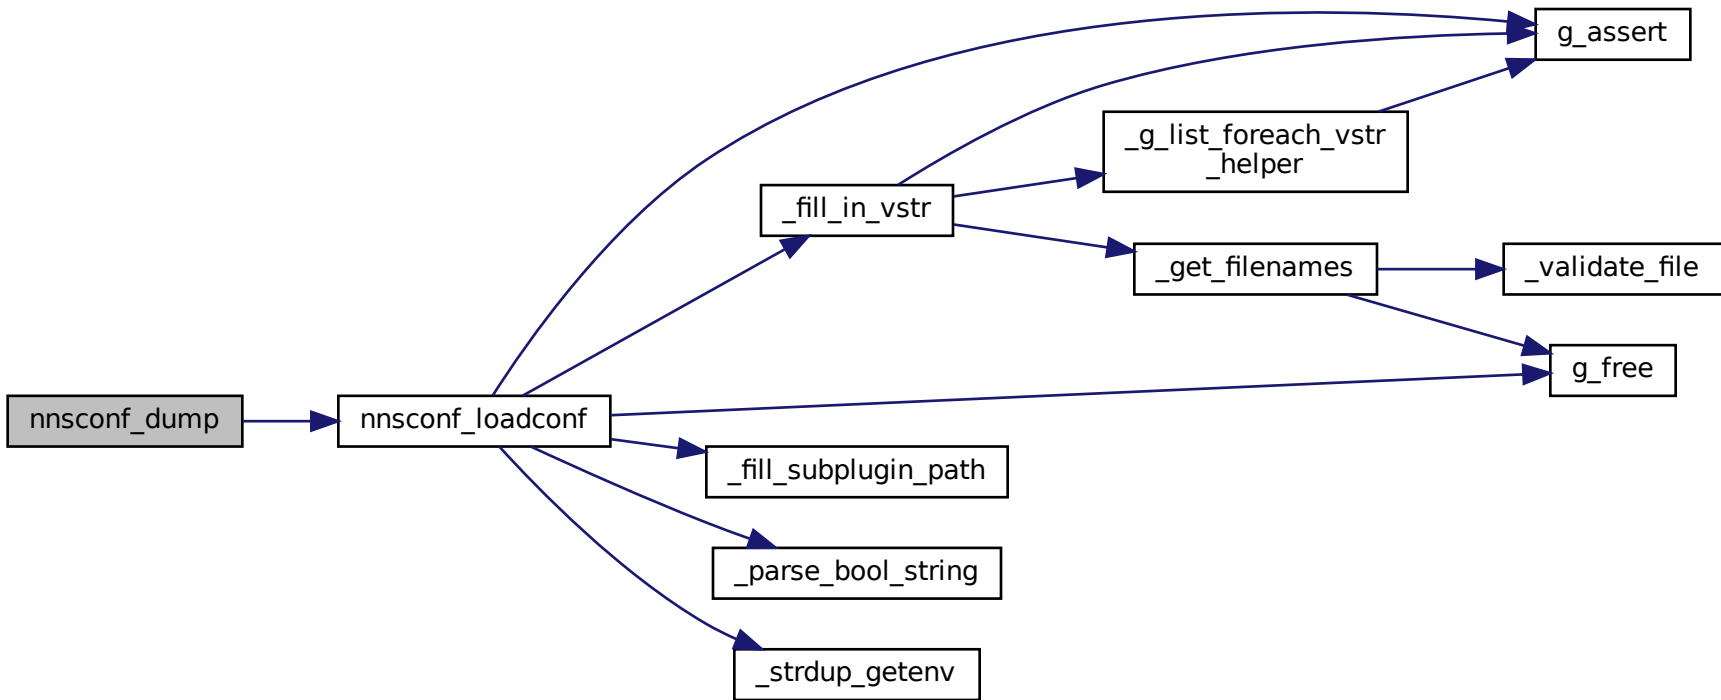 g_assert
_g_list_foreach_vstr
_helper
_fill_in_vstr
_get_filenames
_validate_file
g_free
nnsconf_dump
nnsconf_loadconf
_fill_subplugin_path
_parse_bool_string
_strdup_getenv